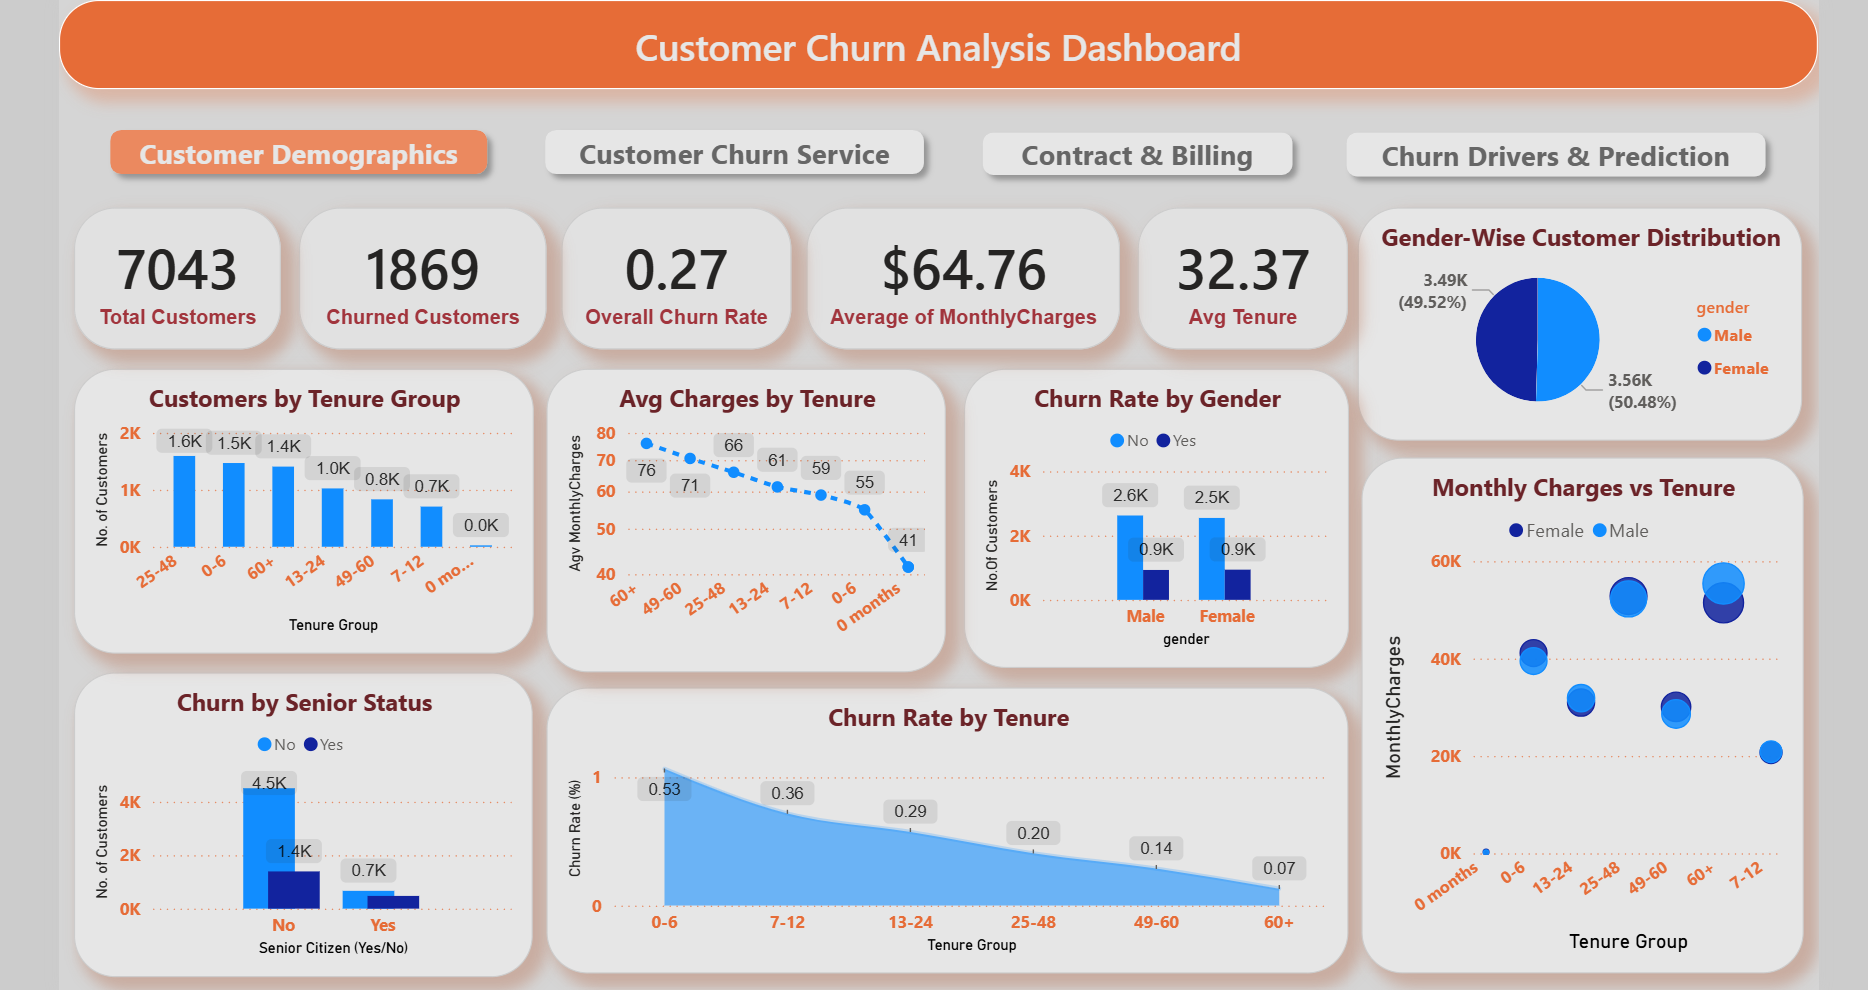 Customer Churn Analysis Dashboard
Customer Demographics
Customer Churn Service
Contract & Billing
Churn Drivers & Prediction
7043
Total Customers
1869
Churned Customers
0.27
Overall Churn Rate
$64.76
Average of MonthlyCharges
32.37
Avg Tenure
Gender-Wise Customer Distribution
3.49K
(49.52%)
3.56K
(50.48%)
gender
Male
Female
Customers by Tenure Group
No. of Customers
2K
1K
0K
1.6K
1.5K
1.4K
1.0K
0.8K
0.7K
0.0K
25-48
0-6
60+
13-24
49-60
7-12
0 mo...
Tenure Group
Avg Charges by Tenure
Agv MonthlyCharges
80
70
60
50
40
76
71
66
61
59
55
41
60+
49-60
25-48
13-24
7-12
0-6
0 months
Churn Rate by Gender
No Yes
No.Of Customers
4K
2K
0K
2.6K
0.9K
2.5K
0.9K
Male
Female
gender
Monthly Charges vs Tenure
Female Male
MonthlyCharges
60K
40K
20K
0K
0 months
0-6
13-24
25-48
49-60
60+
7-12
Tenure Group
Churn by Senior Status
No Yes
No. of Customers
4K
2K
0K
4.5K
1.4K
0.7K
No
Yes
Senior Citizen (Yes/No)
Churn Rate by Tenure
Churn Rate (%)
1
0
0.53
0.36
0.29
0.20
0.14
0.07
0-6
7-12
13-24
25-48
49-60
60+
Tenure Group